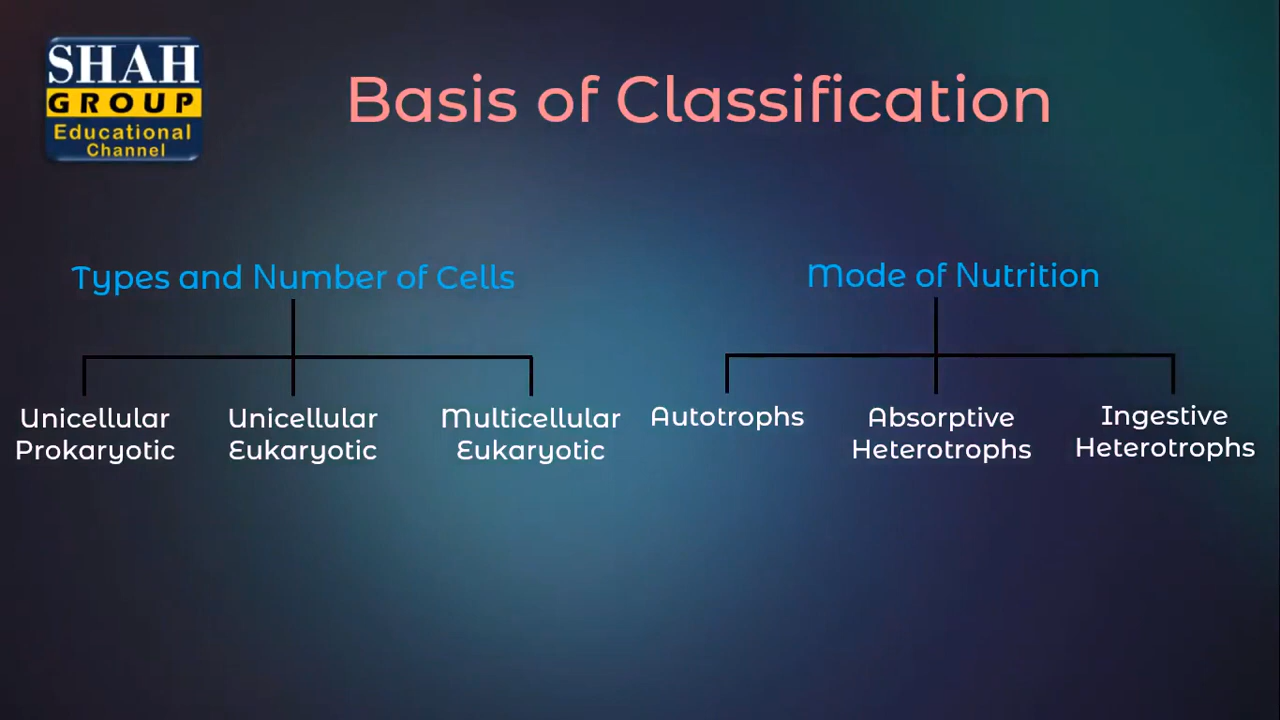 SHAH
GROUP
Educational
Channel
Basis of Classification
Types and Number of Cells
Unicellular
Prokaryotic
Unicellular
Eukaryotic
Multicellular
Eukaryotic
Mode of Nutrition
Autotrophs
Absorptive
Heterotrophs
Ingestive
Heterotrophs